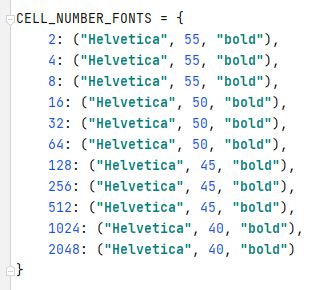 CELL_NUMBER_FONTS = {
    2: ("Helvetica", 55, "bold"),
    4: ("Helvetica", 55, "bold"),
    8: ("Helvetica", 55, "bold"),
    16: ("Helvetica", 50, "bold"),
    32: ("Helvetica", 50, "bold"),
    64: ("Helvetica", 50, "bold"),
    128: ("Helvetica", 45, "bold"),
    256: ("Helvetica", 45, "bold"),
    512: ("Helvetica", 45, "bold"),
    1024: ("Helvetica", 40, "bold"),
    2048: ("Helvetica", 40, "bold")
}